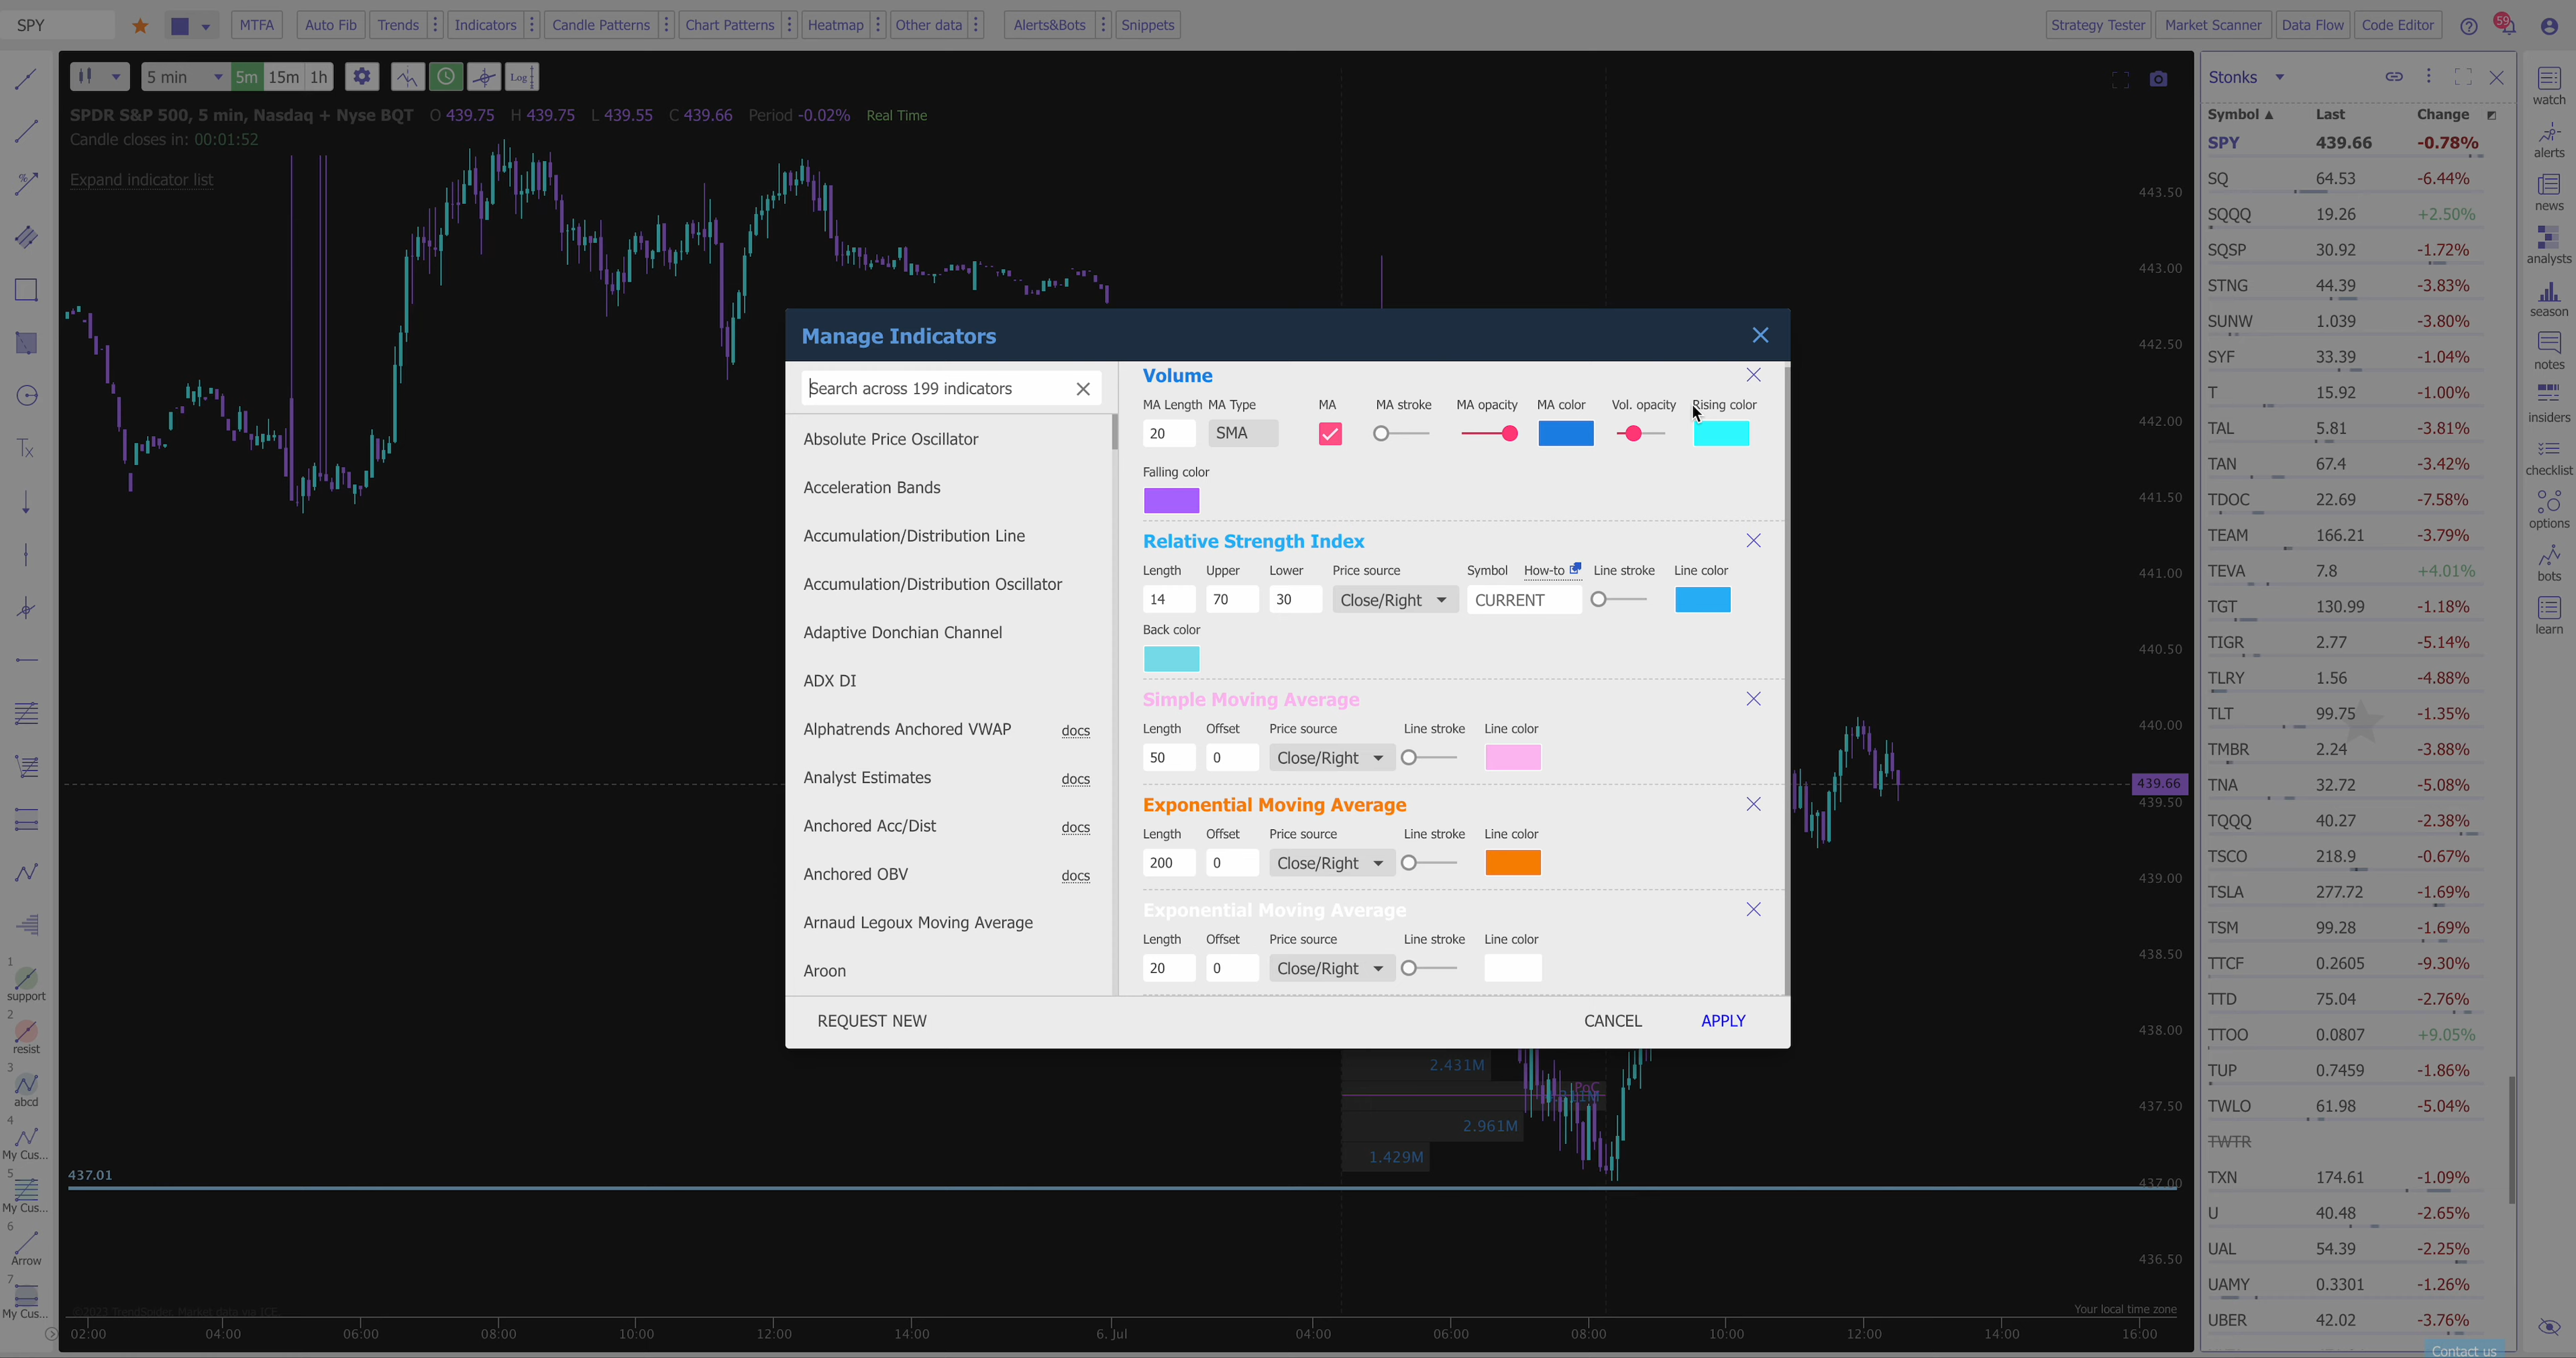 SPY
MTFA
Auto Fib
Trends
Indicators
Candle Patterns
Chart Patterns
Heatmap
Other data
Alerts&Bots
Snippets
Strategy Tester
Market Scanner
Data Flow
Code Editor
59
5 min
5m
15m
1h
Log
SPDR S&P 500, 5 min, Nasdaq + Nyse BQT O 439.75 H 439.75 L 439.55 C 439.66 Period -0.02% Real Time
Candle closes in: 00:01:52
Expand indicator list
Tx
1
support
2
resist
3
abcd
4
My Cus...
5
My Cus...
6
Arrow
7
My Cus...
Manage Indicators
Search across 199 indicators
Absolute Price Oscillator
Acceleration Bands
Accumulation/Distribution Line
Accumulation/Distribution Oscillator
Adaptive Donchian Channel
ADX DI
Alphatrends Anchored VWAP docs
Analyst Estimates docs
Anchored Acc/Dist docs
Anchored OBV docs
Arnaud Legoux Moving Average
Aroon
Volume
MA Length MA Type MA MA stroke MA opacity MA color Vol. opacity Rising color
20 SMA
Falling color
Relative Strength Index
Length Upper Lower Price source Symbol How-to Line stroke Line color
14 70 30 Close/Right CURRENT
Back color
Simple Moving Average
Length Offset Price source Line stroke Line color
50 0 Close/Right
Exponential Moving Average
Length Offset Price source Line stroke Line color
200 0 Close/Right
Exponential Moving Average
Length Offset Price source Line stroke Line color
20 0 Close/Right
REQUEST NEW
CANCEL
APPLY
2.431M
PoC
2.961M
1.429M
437.01
443.50
443.00
442.50
442.00
441.50
441.00
440.50
440.00
439.66
439.50
439.00
438.50
438.00
437.50
437.00
436.50
©2023 TrendSpider. Market data via ICE.
Your local time zone
02:00 04:00 06:00 08:00 10:00 12:00 14:00 6. Jul 04:00 06:00 08:00 10:00 12:00 14:00 16:00
Stonks
Symbol ▲ Last Change
SPY 439.66 -0.78%
SQ 64.53 -6.44%
SQQQ 19.26 +2.50%
SQSP 30.92 -1.72%
STNG 44.39 -3.83%
SUNW 1.039 -3.80%
SYF 33.39 -1.04%
T 15.92 -1.00%
TAL 5.81 -3.81%
TAN 67.4 -3.42%
TDOC 22.69 -7.58%
TEAM 166.21 -3.79%
TEVA 7.8 +4.01%
TGT 130.99 -1.18%
TIGR 2.77 -5.14%
TLRY 1.56 -4.88%
TLT 99.75 -1.35%
TMBR 2.24 -3.88%
TNA 32.72 -5.08%
TQQQ 40.27 -2.38%
TSCO 218.9 -0.67%
TSLA 277.72 -1.69%
TSM 99.28 -1.69%
TTCF 0.2605 -9.30%
TTD 75.04 -2.76%
TTOO 0.0807 +9.05%
TUP 0.7459 -1.86%
TWLO 61.98 -5.04%
TWTR
TXN 174.61 -1.09%
U 40.48 -2.65%
UAL 54.39 -2.25%
UAMY 0.3301 -1.26%
UBER 42.02 -3.76%
Contact us
watch
alerts
news
analysts
season
notes
insiders
checklist
options
bots
learn